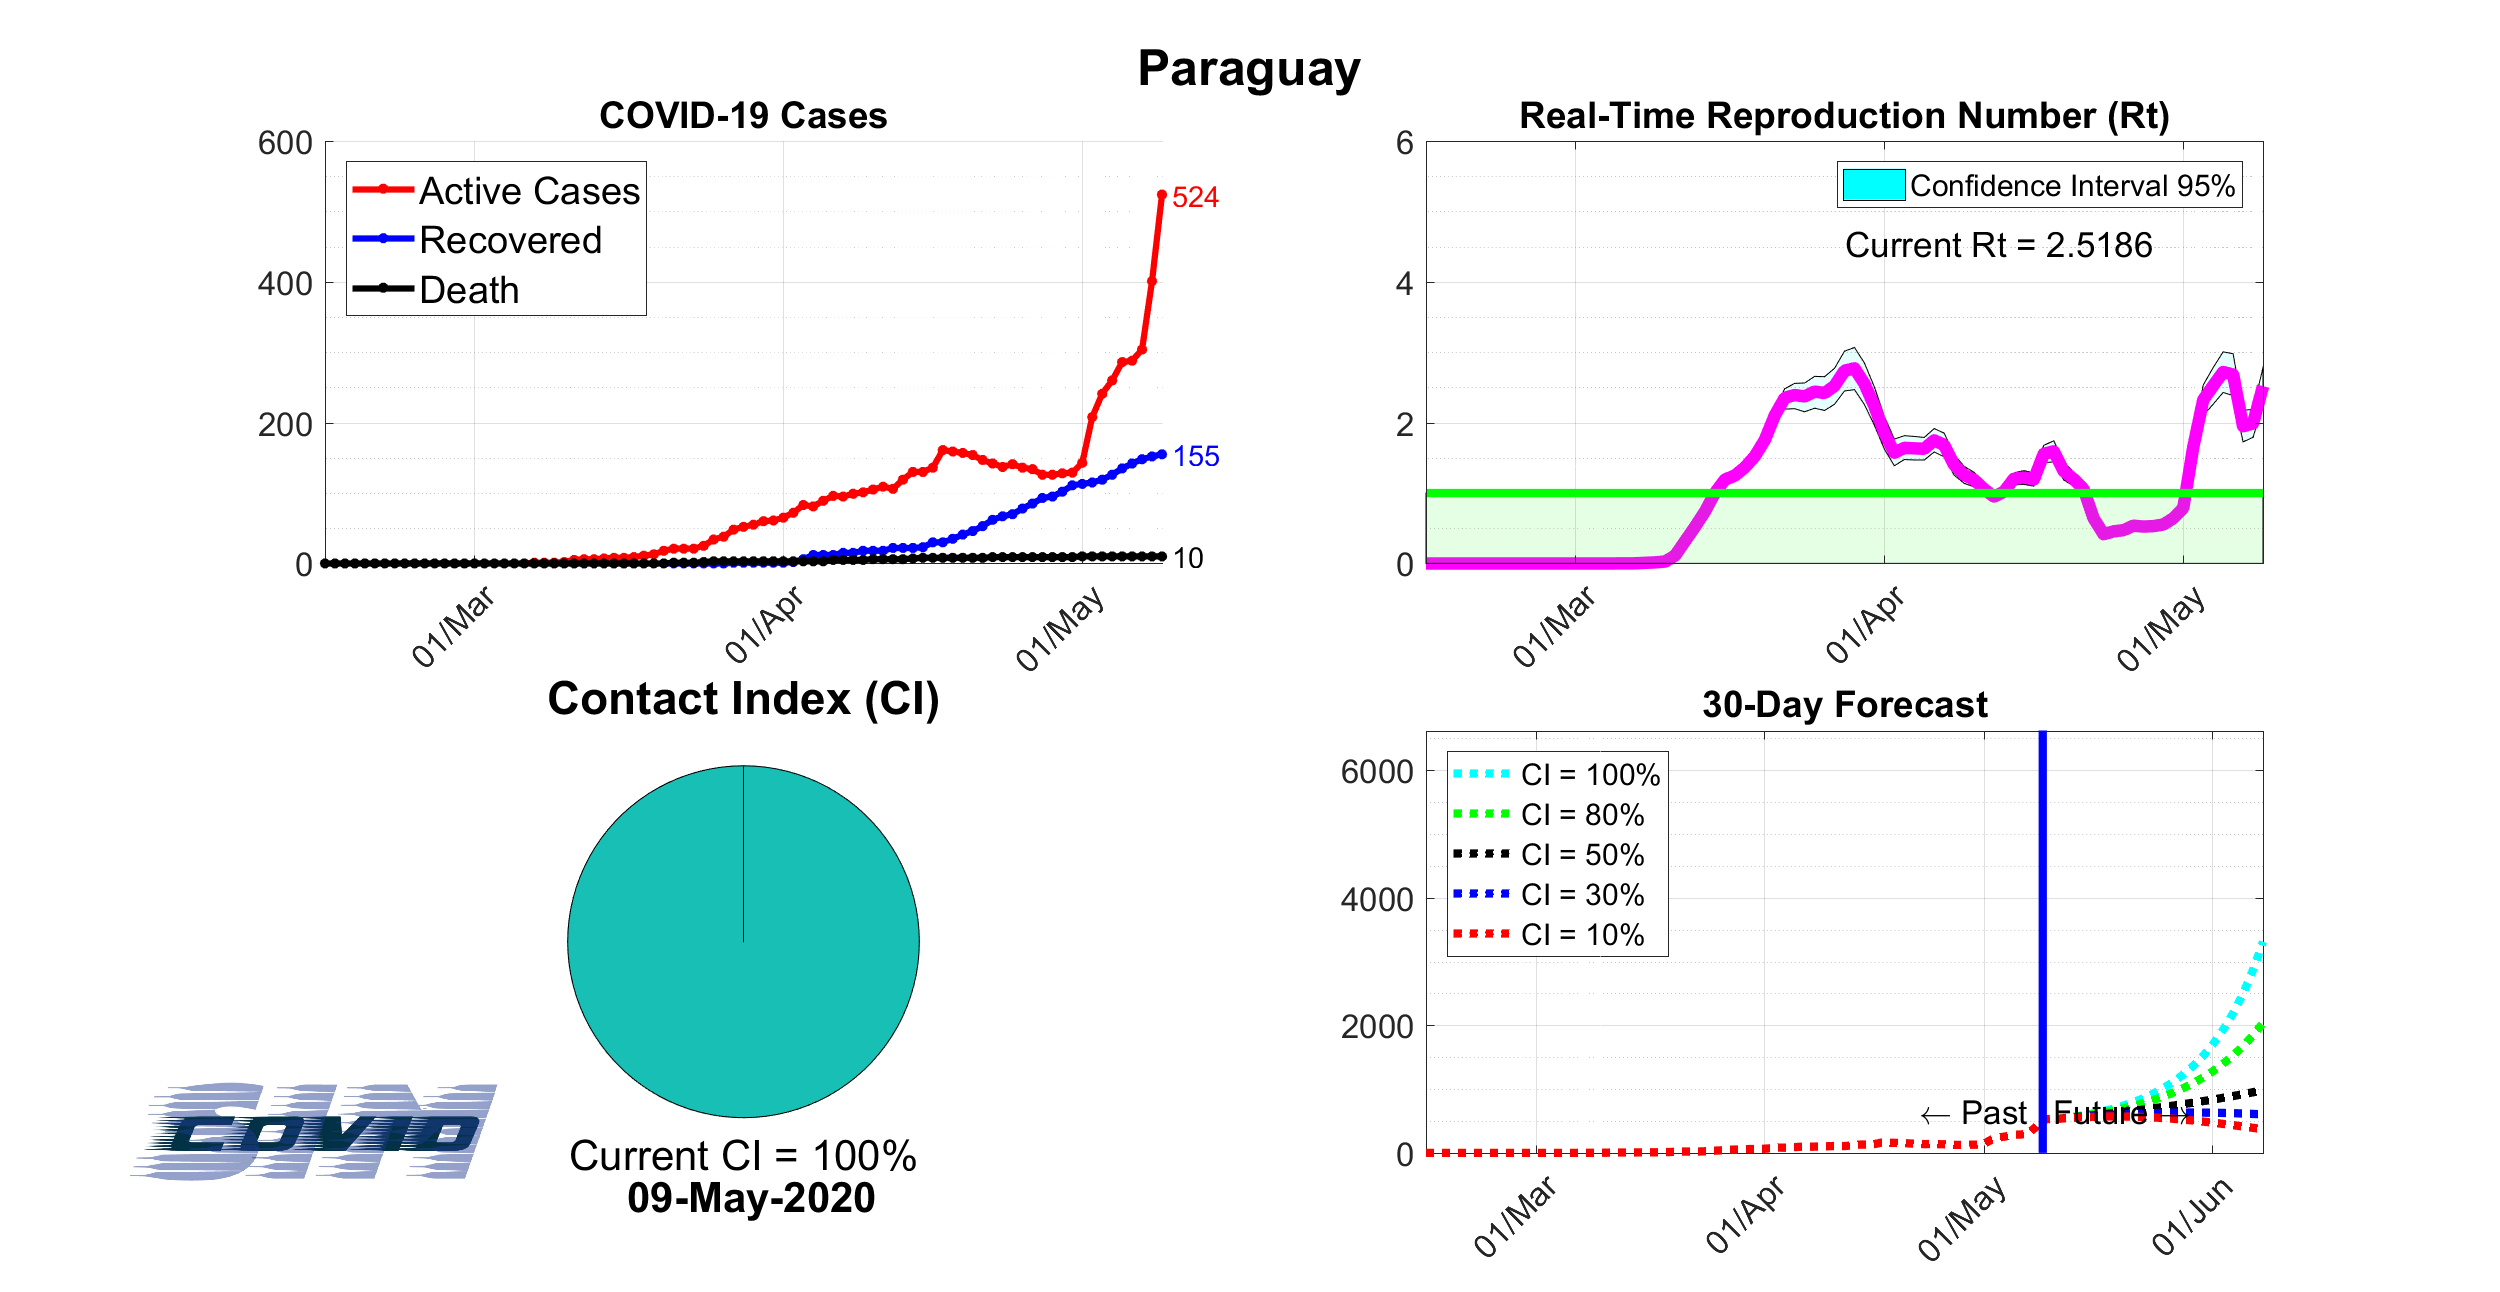 Paraguay
COVID-19 Cases
600
400
200
0
Active Cases
Recovered
Death
524
155
10
01/Mar
01/Apr
01/May
Real-Time Reproduction Number (Rt)
6
4
2
0
Confidence Interval 95%
Current Rt = 2.5186
01/Mar
01/Apr
01/May
Contact Index (CI)
Current CI = 100%
09-May-2020
SIN
COVID
30-Day Forecast
6000
4000
2000
0
CI = 100%
CI = 80%
CI = 50%
CI = 30%
CI = 10%
← Past Future →
01/Mar
01/Apr
01/May
01/Jun